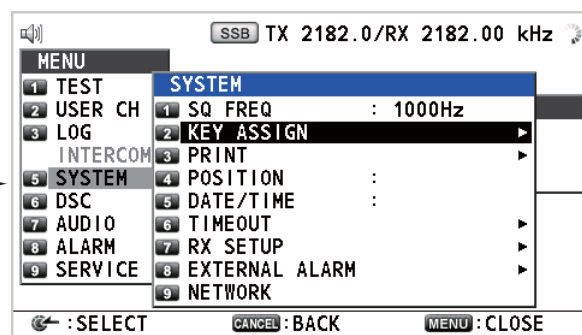 SSB TX 2182.0/RX 2182.00 kHz
MENU
1 TEST
2 USER CH
3 LOG
INTERCOM
5 SYSTEM
6 DSC
7 AUDIO
8 ALARM
9 SERVICE
SYSTEM
1 SQ FREQ : 1000Hz
2 KEY ASSIGN
3 PRINT
4 POSITION :
5 DATE/TIME :
6 TIMEOUT
7 RX SETUP
8 EXTERNAL ALARM
9 NETWORK
: SELECT CANCEL : BACK MENU : CLOSE